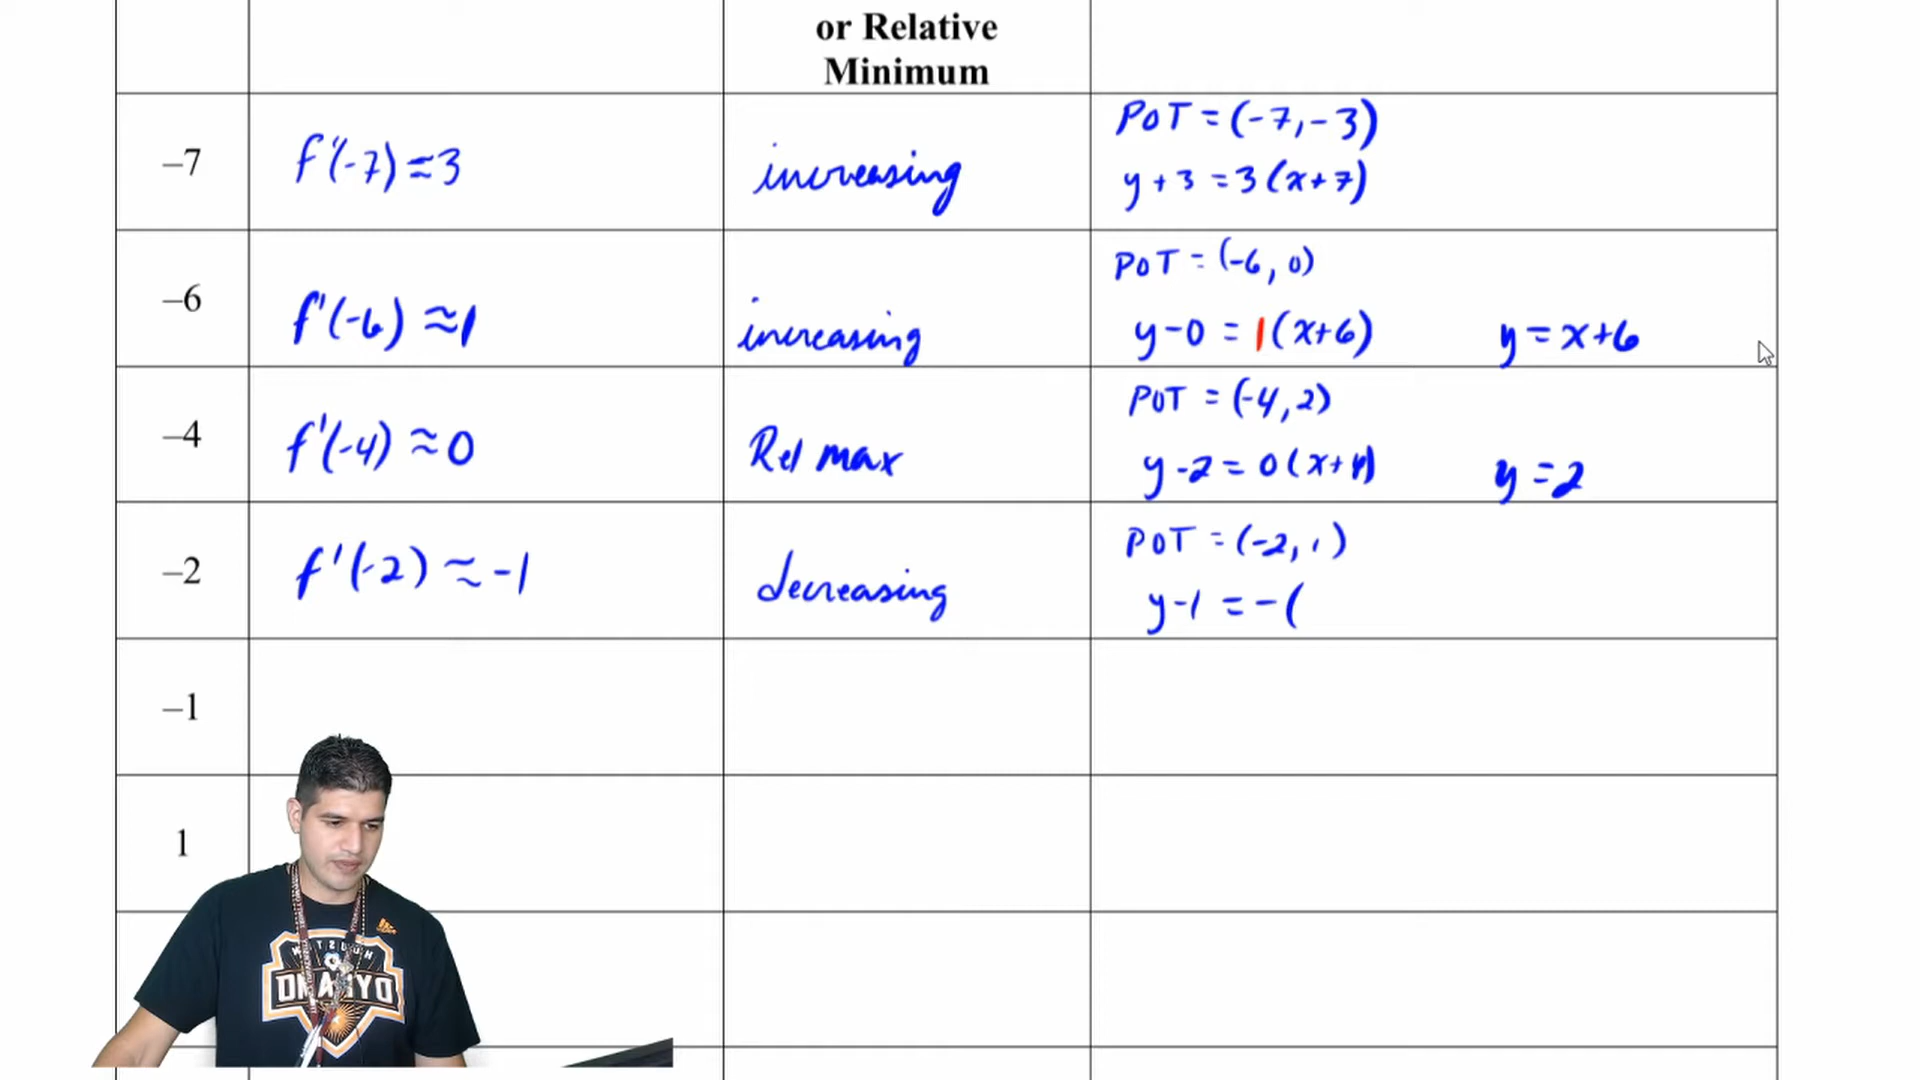 or Relative
Minimum
–7
f'(-7) ≈ 3
increasing
POT = (-7, -3)
y + 3 = 3(x+7)
–6
f'(-6) ≈ 1
increasing
POT = (-6, 0)
y - 0 = 1(x+6)
y = x+6
–4
f'(-4) ≈ 0
Rel max
POT = (-4, 2)
y - 2 = 0(x+4)
y = 2
–2
f'(-2) ≈ -1
decreasing
POT = (-2, 1)
y - 1 = -(
–1
1